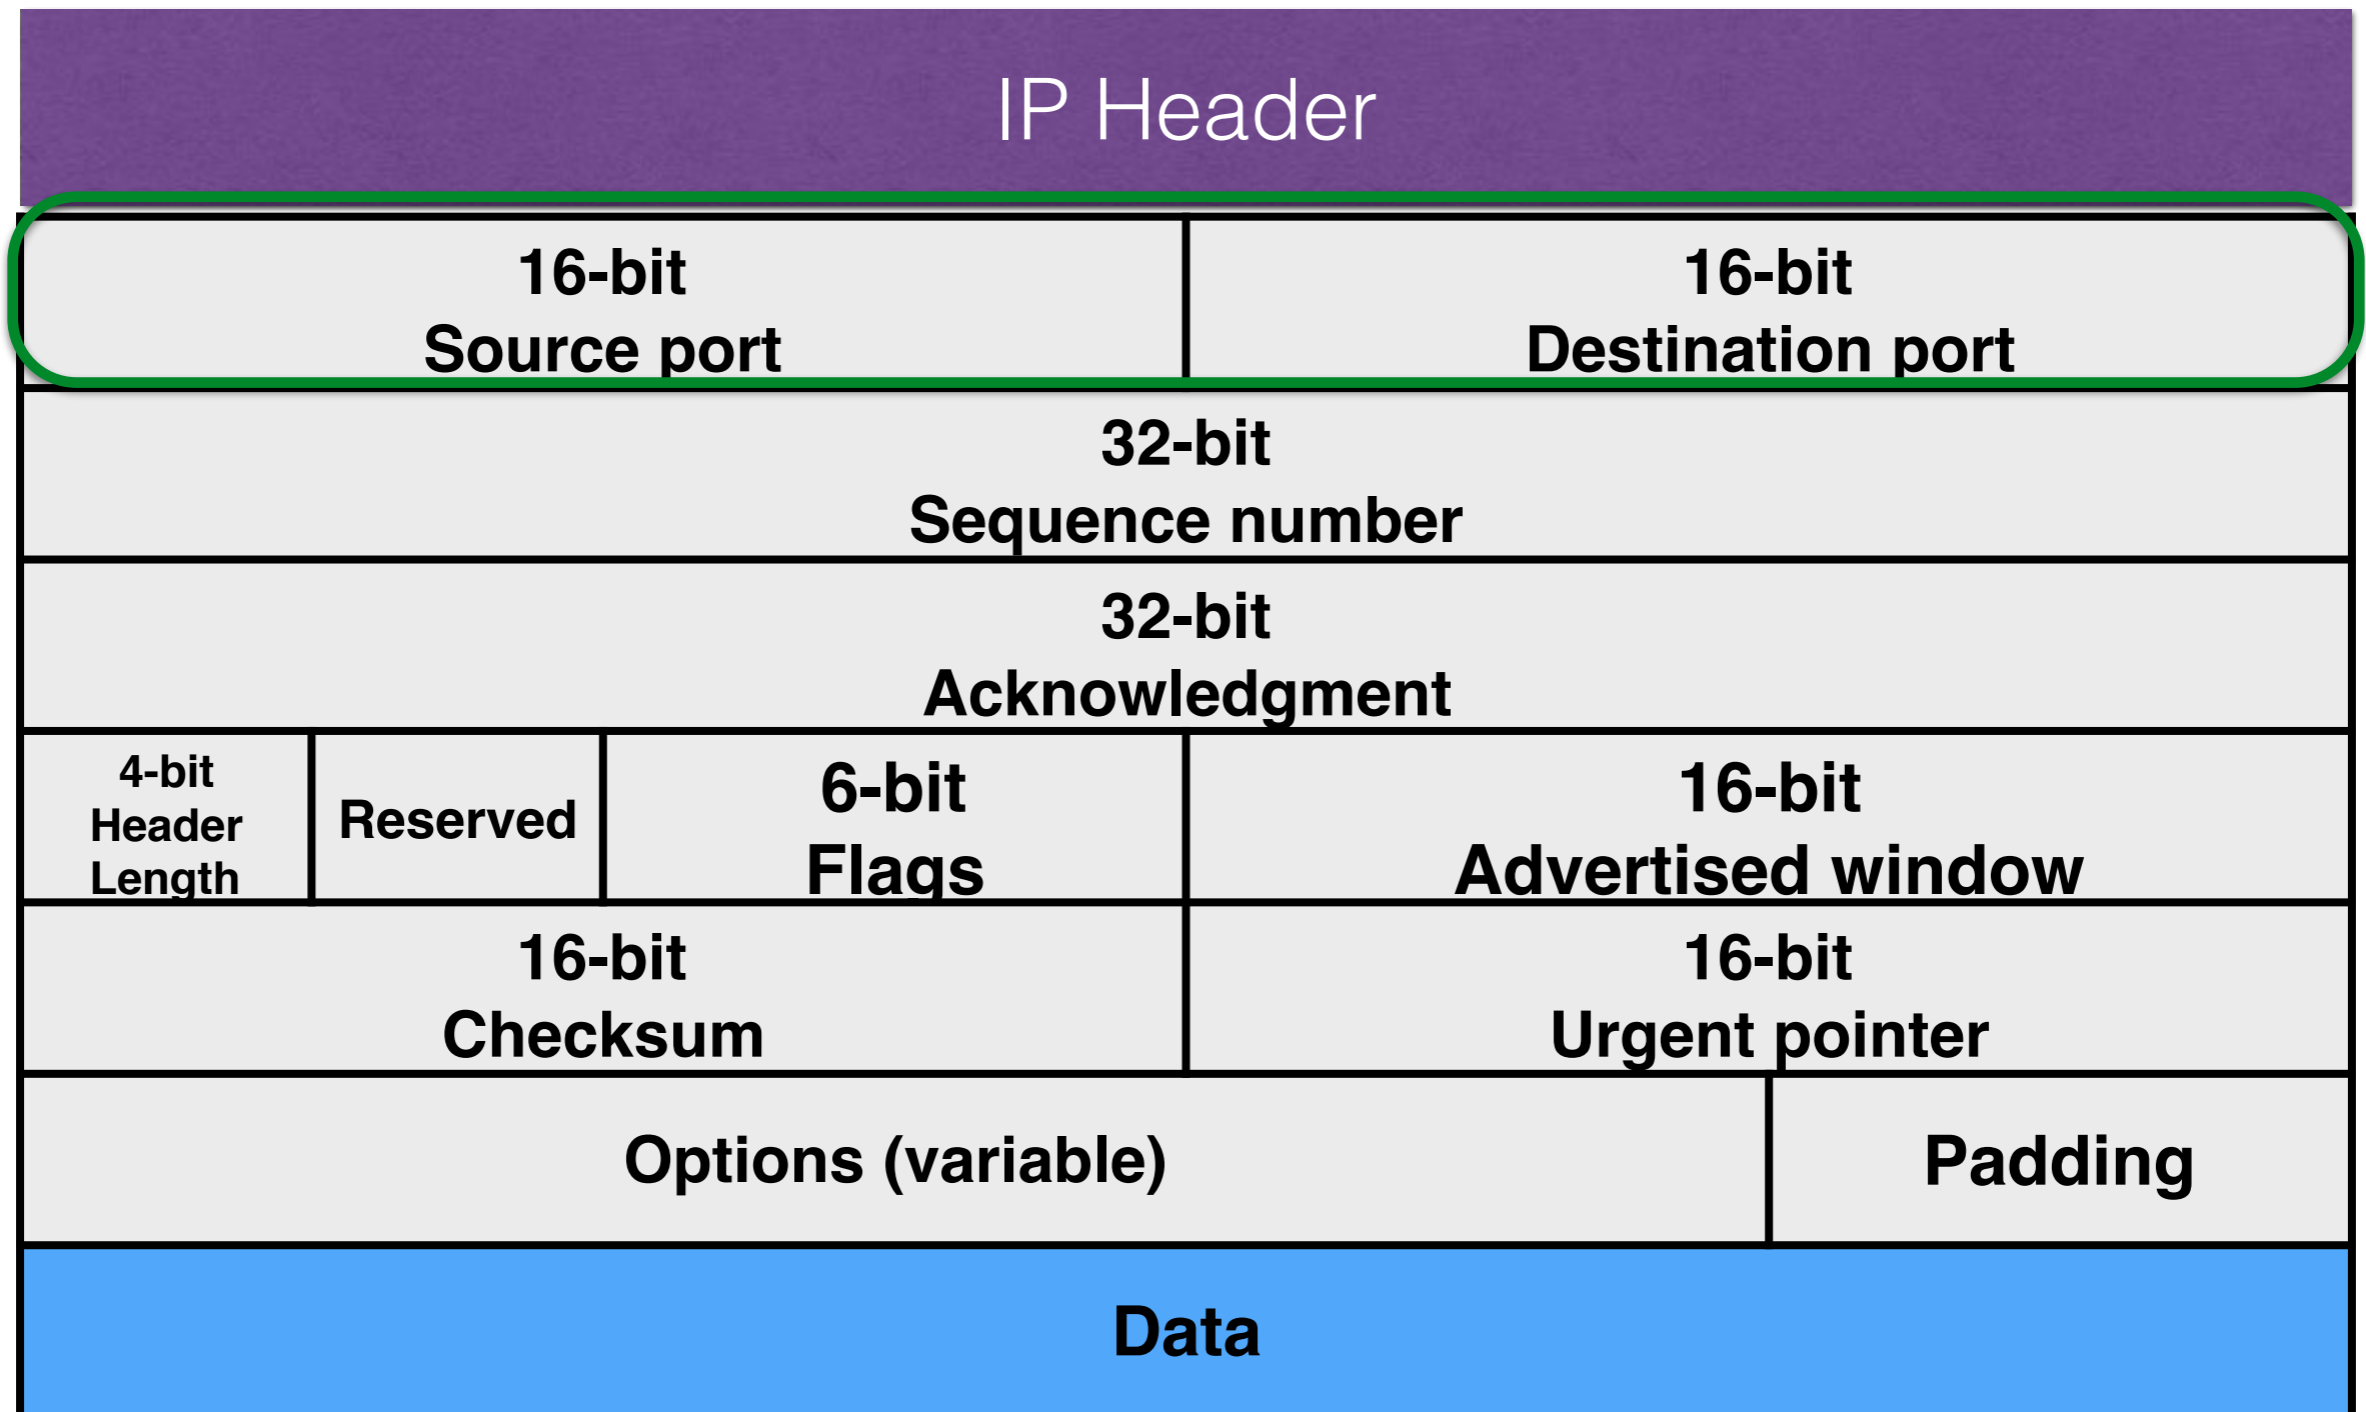 IP Header
16-bit
Source port
16-bit
Destination port
32-bit
Sequence number
32-bit
Acknowledgment
4-bit
Header
Length
Reserved
6-bit
Flags
16-bit
Advertised window
16-bit
Checksum
16-bit
Urgent pointer
Options (variable)
Padding
Data